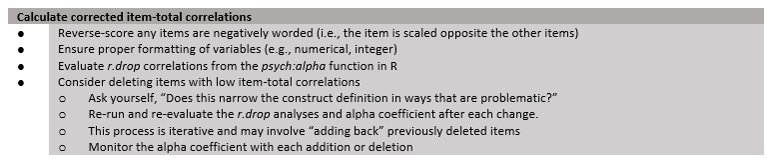 Calculate corrected item-total correlations
● Reverse-score any items are negatively worded (i.e., the item is scaled opposite the other items)
● Ensure proper formatting of variables (e.g., numerical, integer)
● Evaluate r.drop correlations from the psych:alpha function in R
● Consider deleting items with low item-total correlations
o Ask yourself, "Does this narrow the construct definition in ways that are problematic?"
o Re-run and re-evaluate the r.drop analyses and alpha coefficient after each change.
o This process is iterative and may involve "adding back" previously deleted items
o Monitor the alpha coefficient with each addition or deletion